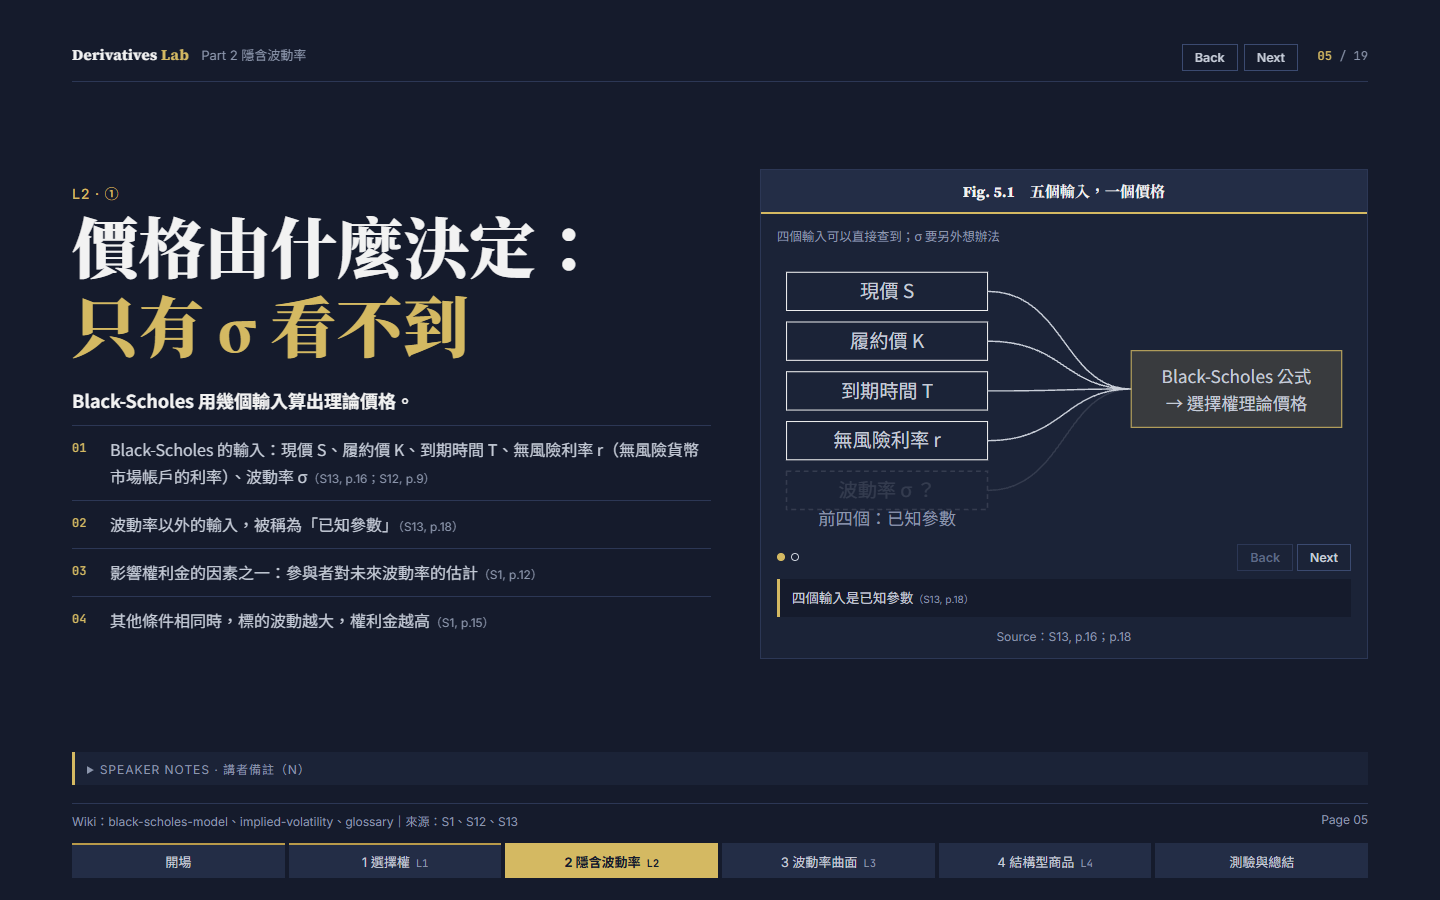 Derivatives Lab Part 2 隱含波動率
Back Next 05 / 19
L2 · ①
價格由什麼決定：
只有 σ 看不到
Black-Scholes 用幾個輸入算出理論價格。
01 Black-Scholes 的輸入：現價 S、履約價 K、到期時間 T、無風險利率 r（無風險貨幣
市場帳戶的利率）、波動率 σ（S13, p.16；S12, p.9）
02 波動率以外的輸入，被稱為「已知參數」（S13, p.18）
03 影響權利金的因素之一：參與者對未來波動率的估計（S1, p.12）
04 其他條件相同時，標的波動越大，權利金越高（S1, p.15）
Fig. 5.1 五個輸入，一個價格
四個輸入可以直接查到；σ 要另外想辦法
現價 S
履約價 K
到期時間 T
無風險利率 r
波動率 σ ？
前四個：已知參數
Black-Scholes 公式
→ 選擇權理論價格
Back Next
四個輸入是已知參數（S13, p.18）
Source：S13, p.16；p.18
▶ SPEAKER NOTES · 講者備註（N）
Wiki：black-scholes-model、implied-volatility、glossary｜來源：S1、S12、S13
Page 05
開場
1 選擇權 L1
2 隱含波動率 L2
3 波動率曲面 L3
4 結構型商品 L4
測驗與總結